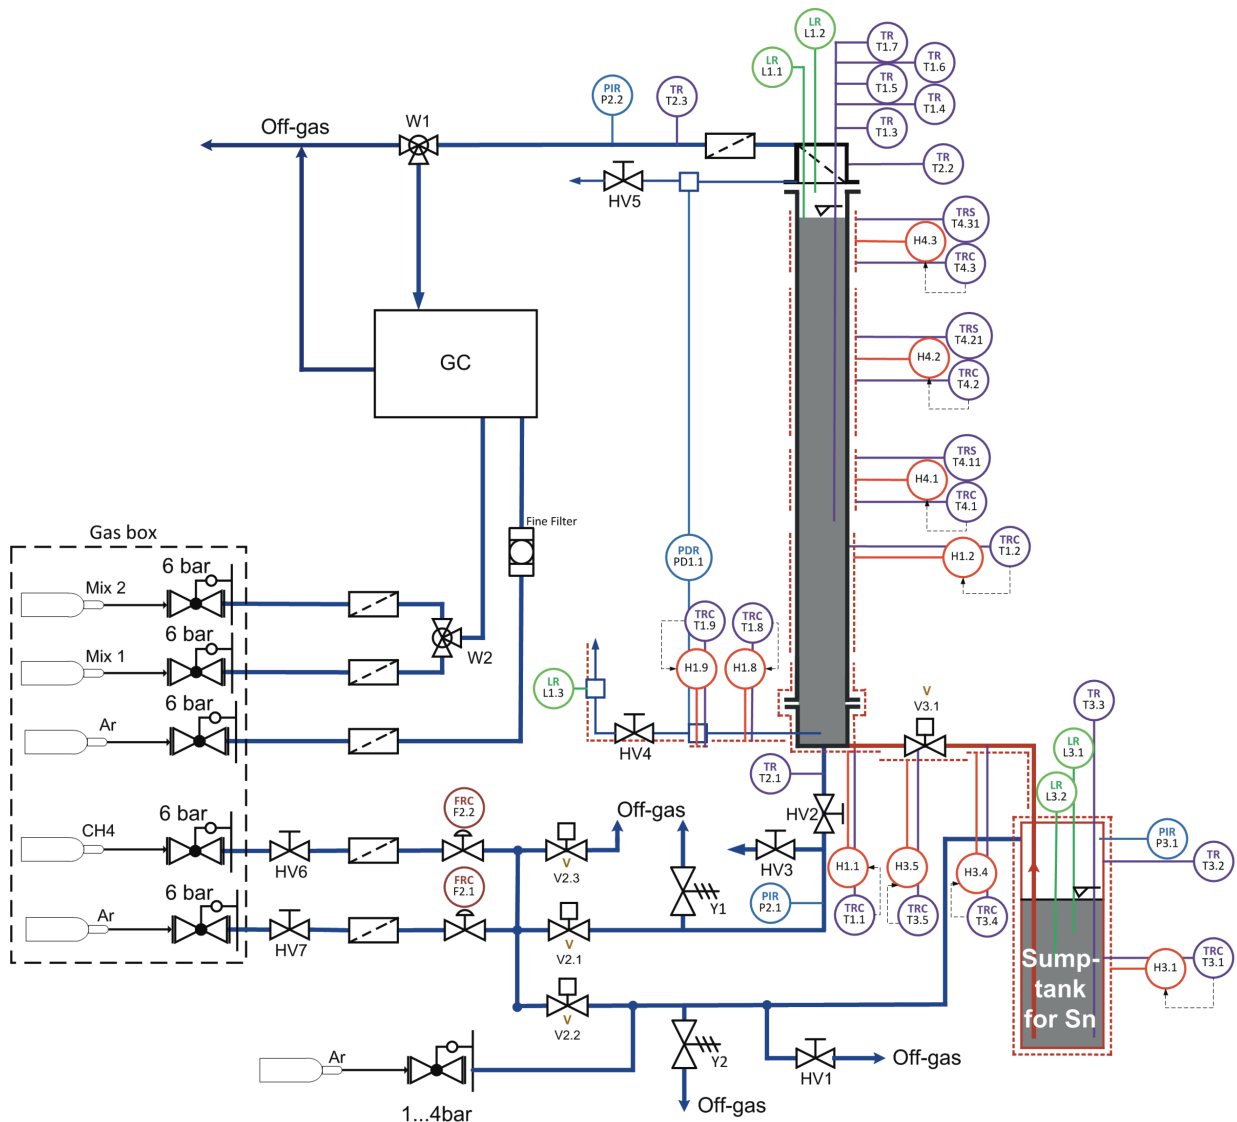 LR
L1.2
LR
L1.1
TR
T1.7
TR
T1.6
TR
T1.5
TR
T1.4
TR
T1.3
TR
T2.2
PIR
P2.2
TR
T2.3
Off-gas
W1
HV5
TRS
T4.31
H4.3
TRC
T4.3
TRS
T4.21
H4.2
TRC
T4.2
GC
TRS
T4.11
H4.1
TRC
T4.1
Fine Filter
Gas box
PDR
PD1.1
H1.2
TRC
T1.2
Mix 2
6 bar
Mix 1
6 bar
W2
TRC
T1.9
TRC
T1.8
H1.9
H1.8
LR
L1.3
Ar
6 bar
HV4
V
V3.1
TR
T3.3
LR
L3.1
TR
T2.1
LR
L3.2
CH4
6 bar
HV6
FRC
F2.2
V
V2.3
Off-gas
HV2
HV3
PIR
P3.1
TR
T3.2
H1.1
H3.5
H3.4
Ar
6 bar
HV7
FRC
F2.1
V
V2.1
Y1
PIR
P2.1
TRC
T1.1
TRC
T3.5
TRC
T3.4
Sump-
tank
for Sn
H3.1
TRC
T3.1
V
V2.2
Ar
1...4bar
Y2
HV1
Off-gas
Off-gas